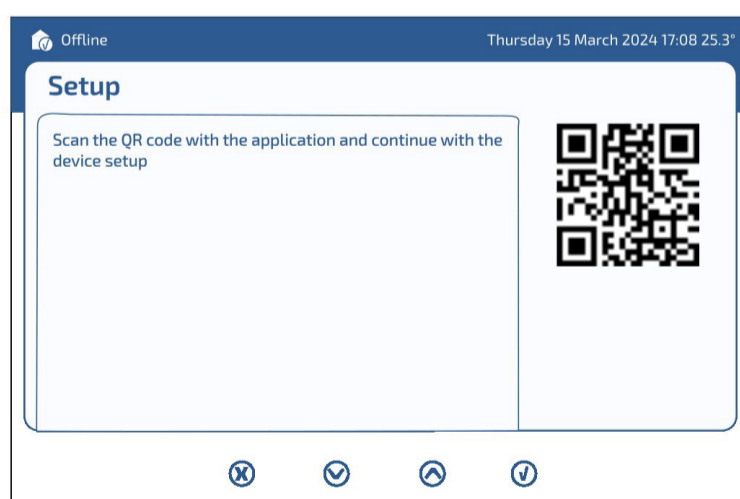 Offline
Thursday 15 March 2024 17:08 25.3°
Setup
Scan the QR code with the application and continue with the
device setup